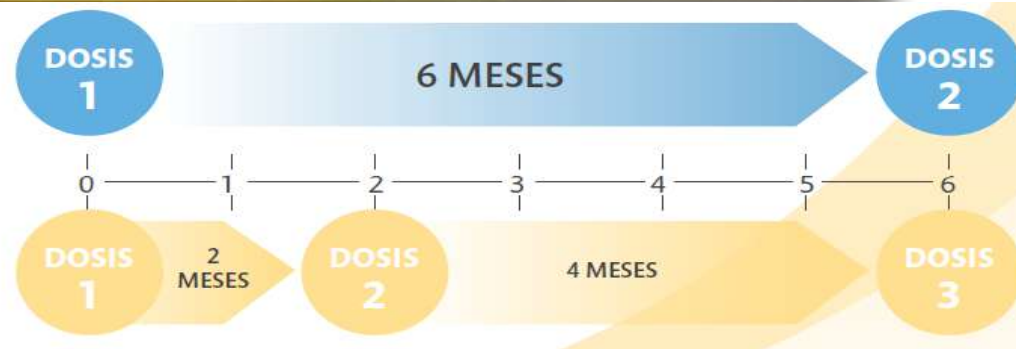 DOSIS
1
6 MESES
DOSIS
2
0 1 2 3 4 5 6
DOSIS
1
2
MESES
DOSIS
2
4 MESES
DOSIS
3